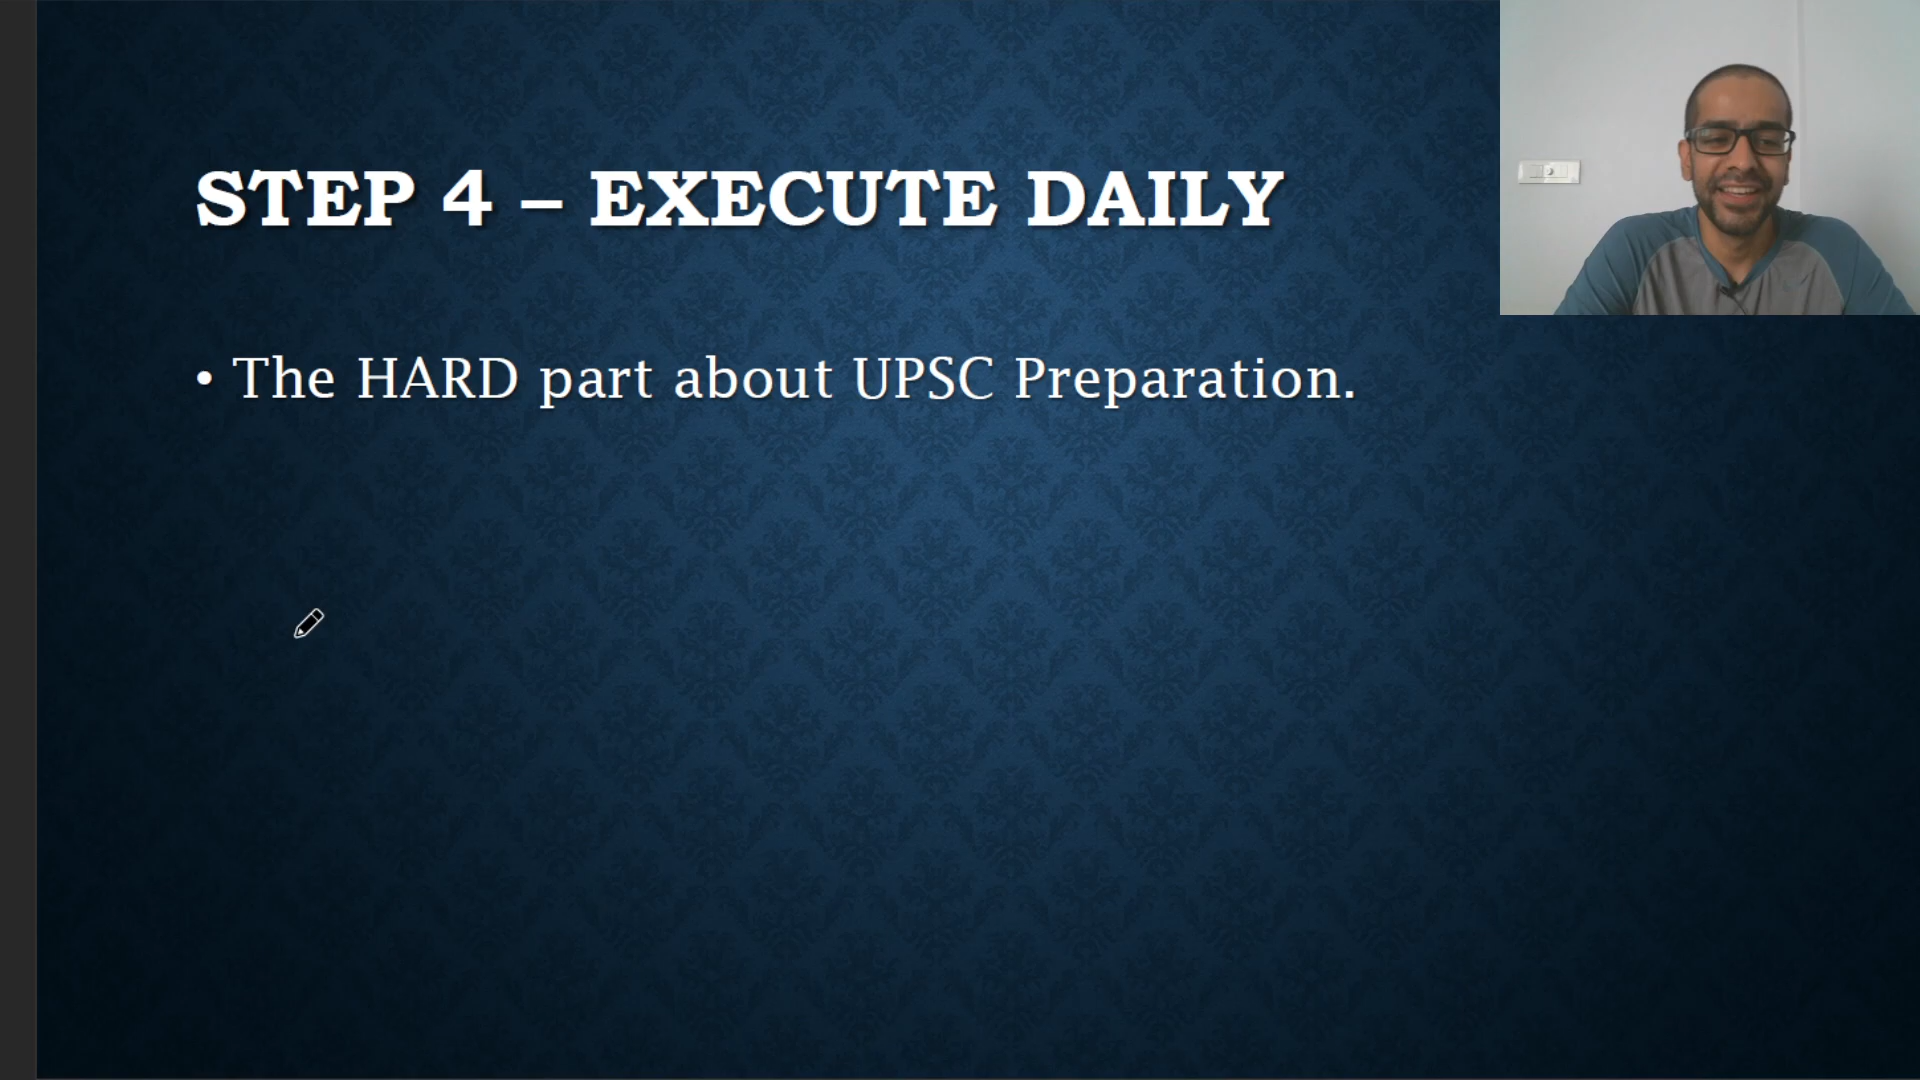 STEP 4 – EXECUTE DAILY
• The HARD part about UPSC Preparation.